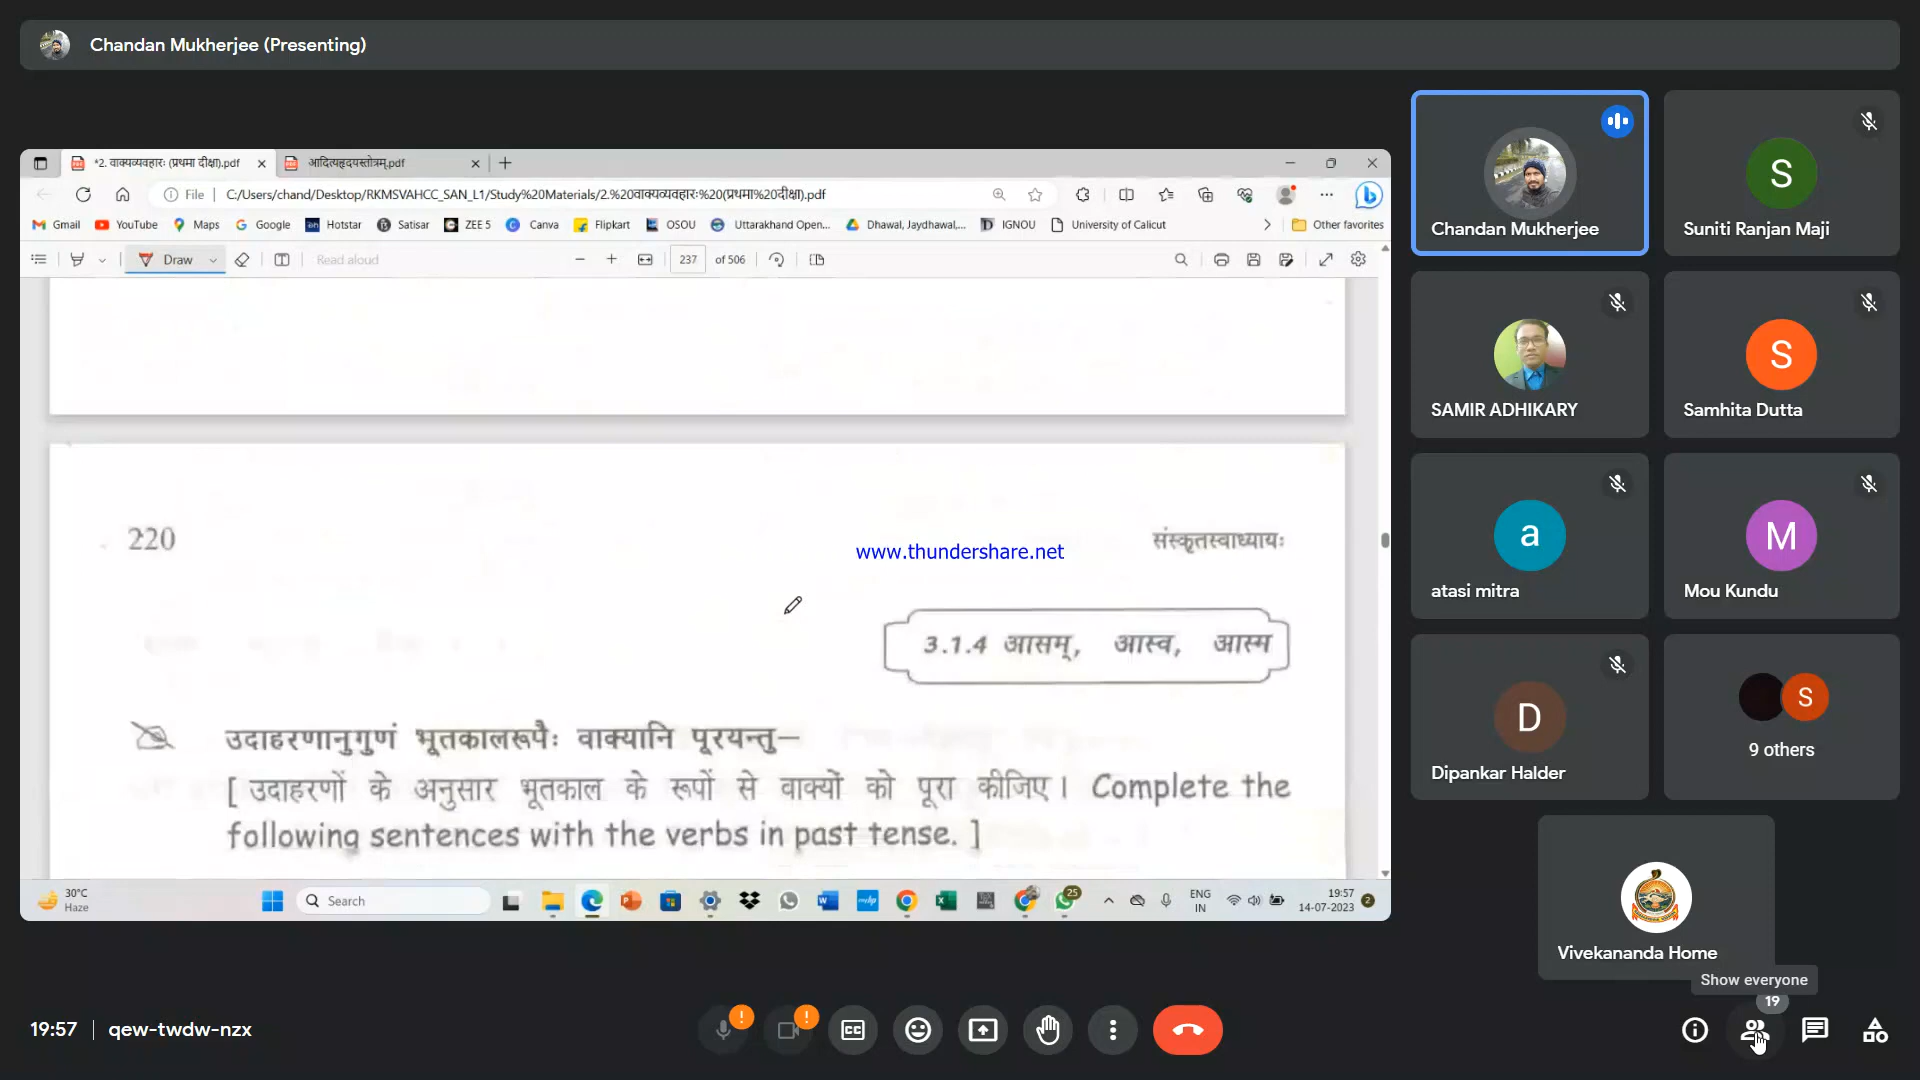 Chandan Mukherjee (Presenting)
*2. वाक्यव्यवहारः (प्रथमा दीक्षा).pdf
आदित्यहृदयस्तोत्रम्.pdf
File
C:/Users/chand/Desktop/RKMSVAHCC_SAN_L1/Study%20Materials/2.%20वाक्यव्यवहारः%20(प्रथमा%20दीक्षा).pdf
Gmail YouTube Maps Google Hotstar Satisar ZEE 5 Canva Flipkart OSOU Uttarakhand Open... Dhawal, Jaydhawal,... IGNOU University of Calicut Other favorites
Draw Read aloud 237 of 506
220 www.thundershare.net संस्कृतस्वाध्यायः
3.1.4 आसम्, आस्व, आस्म
उदाहरणानुगुणं भूतकालरूपैः वाक्यानि पूरयन्तु—
[ उदाहरणों के अनुसार भूतकाल के रूपों से वाक्यों को पूरा कीजिए। Complete the
following sentences with the verbs in past tense. ]
30°C
Haze
Search
25
ENG
IN
19:57
14-07-2023
2
Chandan Mukherjee
S
Suniti Ranjan Maji
SAMIR ADHIKARY
S
Samhita Dutta
a
atasi mitra
M
Mou Kundu
D
Dipankar Halder
S
9 others
Vivekananda Home
Show everyone
19
19:57 qew-twdw-nzx